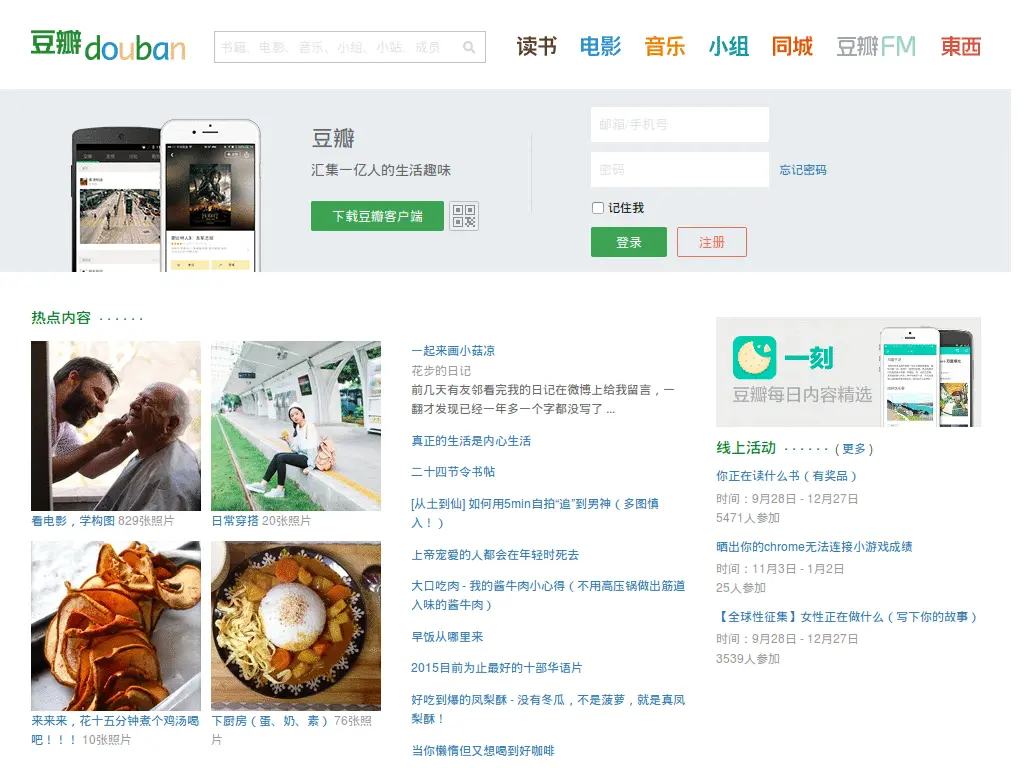 豆瓣douban
书籍、电影、音乐、小组、小站、成员
读书 电影 音乐 小组 同城 豆瓣FM 東西
豆瓣
汇集一亿人的生活趣味
下载豆瓣客户端
邮箱/手机号
密码
忘记密码
记住我
登录 注册
热点内容 · · · · · ·
看电影，学构图 829张照片
日常穿搭 20张照片
来来来，花十五分钟煮个鸡汤喝
吧！！！ 10张照片
下厨房（蛋、奶、素） 76张照
片
一起来画小菇凉
花步的日记
前几天有友邻看完我的日记在微博上给我留言，一
翻才发现已经一年多一个字都没写了 ...
真正的生活是内心生活
二十四节令书帖
[从土到仙] 如何用5min自拍“追”到男神（多图慎
入！）
上帝宠爱的人都会在年轻时死去
大口吃肉 - 我的酱牛肉小心得（不用高压锅做出筋道
入味的酱牛肉）
早饭从哪里来
2015目前为止最好的十部华语片
好吃到爆的凤梨酥 - 没有冬瓜，不是菠萝，就是真凤
梨酥！
当你懒惰但又想喝到好咖啡
一刻
豆瓣每日内容精选
线上活动 · · · · · · ( 更多 )
你正在读什么书（有奖品）
时间：9月28日 - 12月27日
5471人参加
晒出你的chrome无法连接小游戏成绩
时间：11月3日 - 1月2日
25人参加
【全球性征集】女性正在做什么（写下你的故事）
时间：9月28日 - 12月27日
3539人参加